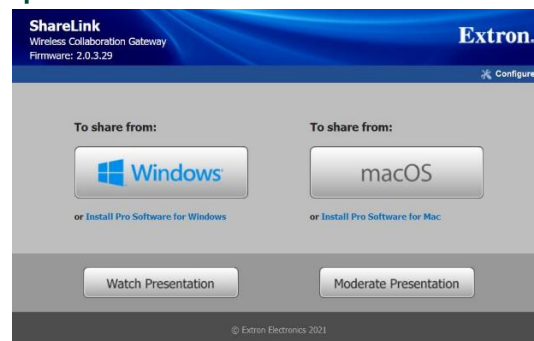 ShareLink
Wireless Collaboration Gateway
Firmware: 2.0.3.29
Extron.
Configure
To share from:
To share from:
Windows
macOS
or Install Pro Software for Windows
or Install Pro Software for Mac
Watch Presentation
Moderate Presentation
© Extron Electronics 2021